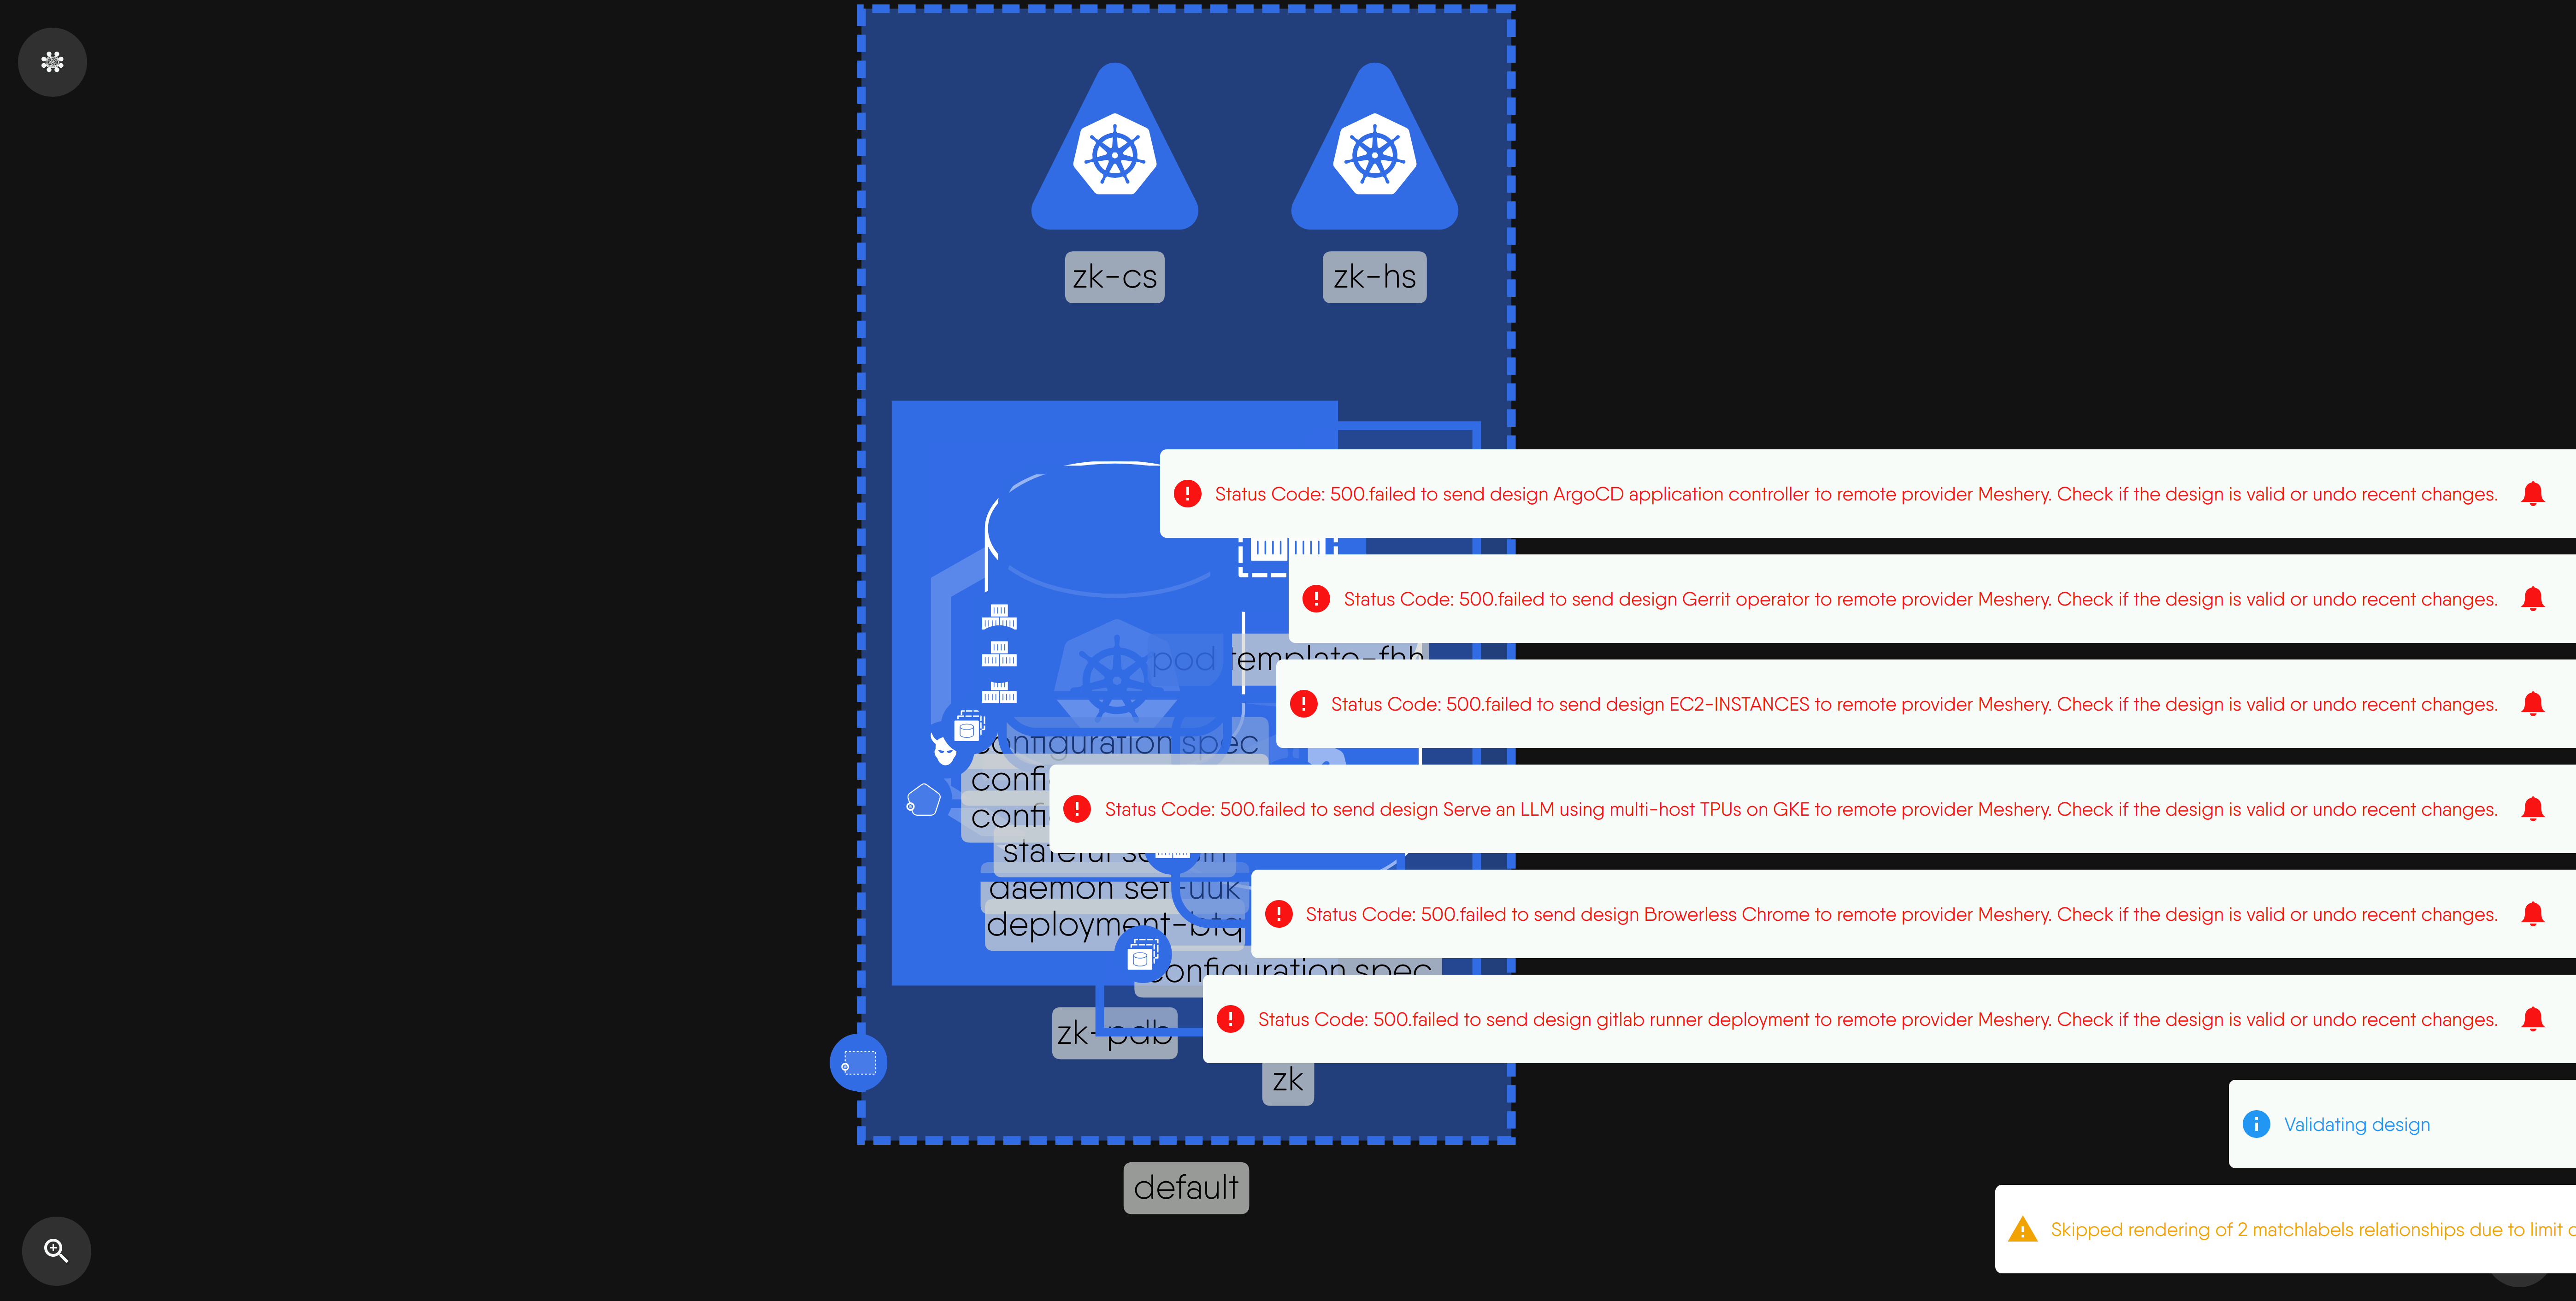 zk-cs
zk-hs
Status Code: 500.failed to send design ArgoCD application controller to remote provider Meshery. Check if the design is valid or undo recent changes.
Status Code: 500.failed to send design Gerrit operator to remote provider Meshery. Check if the design is valid or undo recent changes.
pod template-fhh
Status Code: 500.failed to send design EC2-INSTANCES to remote provider Meshery. Check if the design is valid or undo recent changes.
configuration spec
confi
confi
Status Code: 500.failed to send design Serve an LLM using multi-host TPUs on GKE to remote provider Meshery. Check if the design is valid or undo recent changes.
stateful
daemon set-uuk
deployment-btq
Status Code: 500.failed to send design Browerless Chrome to remote provider Meshery. Check if the design is valid or undo recent changes.
configuration spec
zk-pdb
Status Code: 500.failed to send design gitlab runner deployment to remote provider Meshery. Check if the design is valid or undo recent changes.
zk
Validating design
default
Skipped rendering of 2 matchlabels relationships due to limit